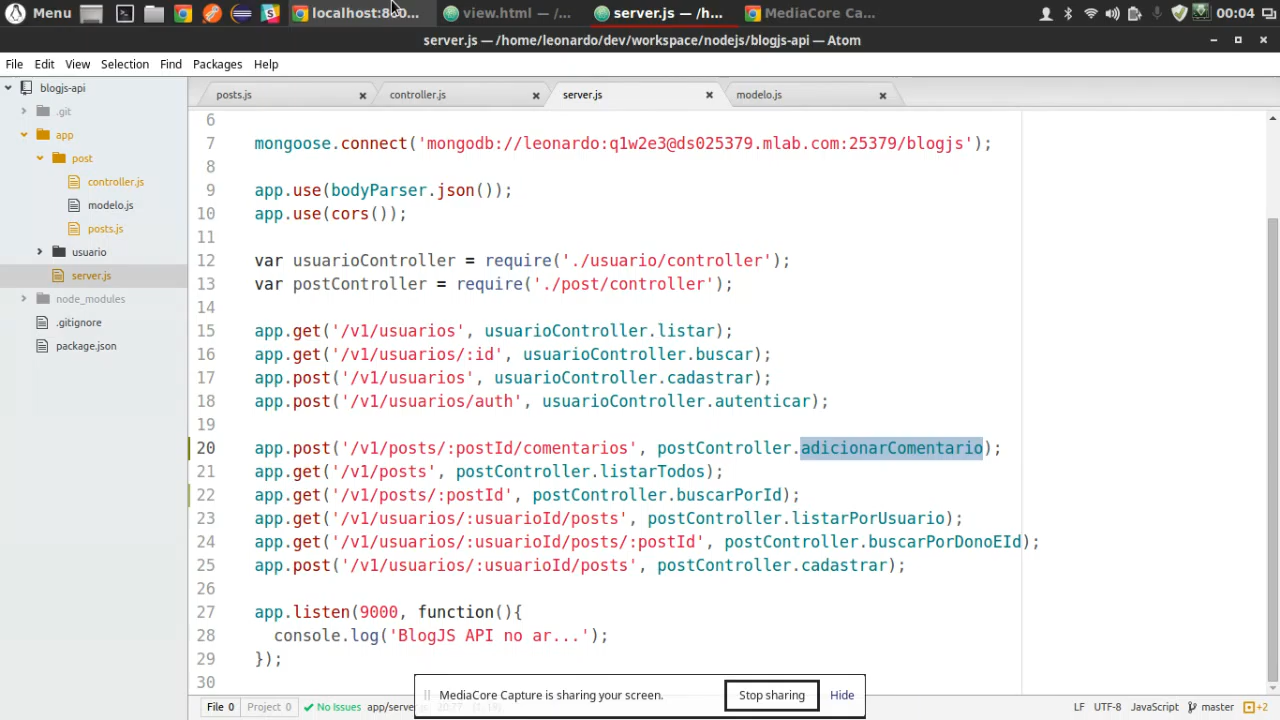 Menu localhost:800... view.html — /... server.js — /h... MediaCore Ca... 00:04
server.js — /home/leonardo/dev/workspace/nodejs/blogjs-api — Atom
File Edit View Selection Find Packages Help
blogjs-api
.git
app
post
controller.js
modelo.js
posts.js
usuario
server.js
node_modules
.gitignore
package.json
posts.js controller.js server.js modelo.js
6
7 mongoose.connect('mongodb://leonardo:q1w2e3@ds025379.mlab.com:25379/blogjs');
8
9 app.use(bodyParser.json());
10 app.use(cors());
11
12 var usuarioController = require('./usuario/controller');
13 var postController = require('./post/controller');
14
15 app.get('/v1/usuarios', usuarioController.listar);
16 app.get('/v1/usuarios/:id', usuarioController.buscar);
17 app.post('/v1/usuarios', usuarioController.cadastrar);
18 app.post('/v1/usuarios/auth', usuarioController.autenticar);
19
20 app.post('/v1/posts/:postId/comentarios', postController.adicionarComentario);
21 app.get('/v1/posts', postController.listarTodos);
22 app.get('/v1/posts/:postId', postController.buscarPorId);
23 app.get('/v1/usuarios/:usuarioId/posts', postController.listarPorUsuario);
24 app.get('/v1/usuarios/:usuarioId/posts/:postId', postController.buscarPorDonoEId);
25 app.post('/v1/usuarios/:usuarioId/posts', postController.cadastrar);
26
27 app.listen(9000, function(){
28 console.log('BlogJS API no ar...');
29 });
30
MediaCore Capture is sharing your screen. Stop sharing Hide
File 0 Project 0 No Issues app/server LF UTF-8 JavaScript master +2